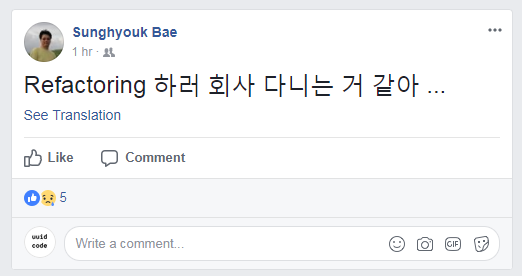 Sunghyouk Bae
1 hr ·
Refactoring 하러 회사 다니는 거 같아 ...
See Translation
Like Comment
5
uuid
code
Write a comment...
GIF